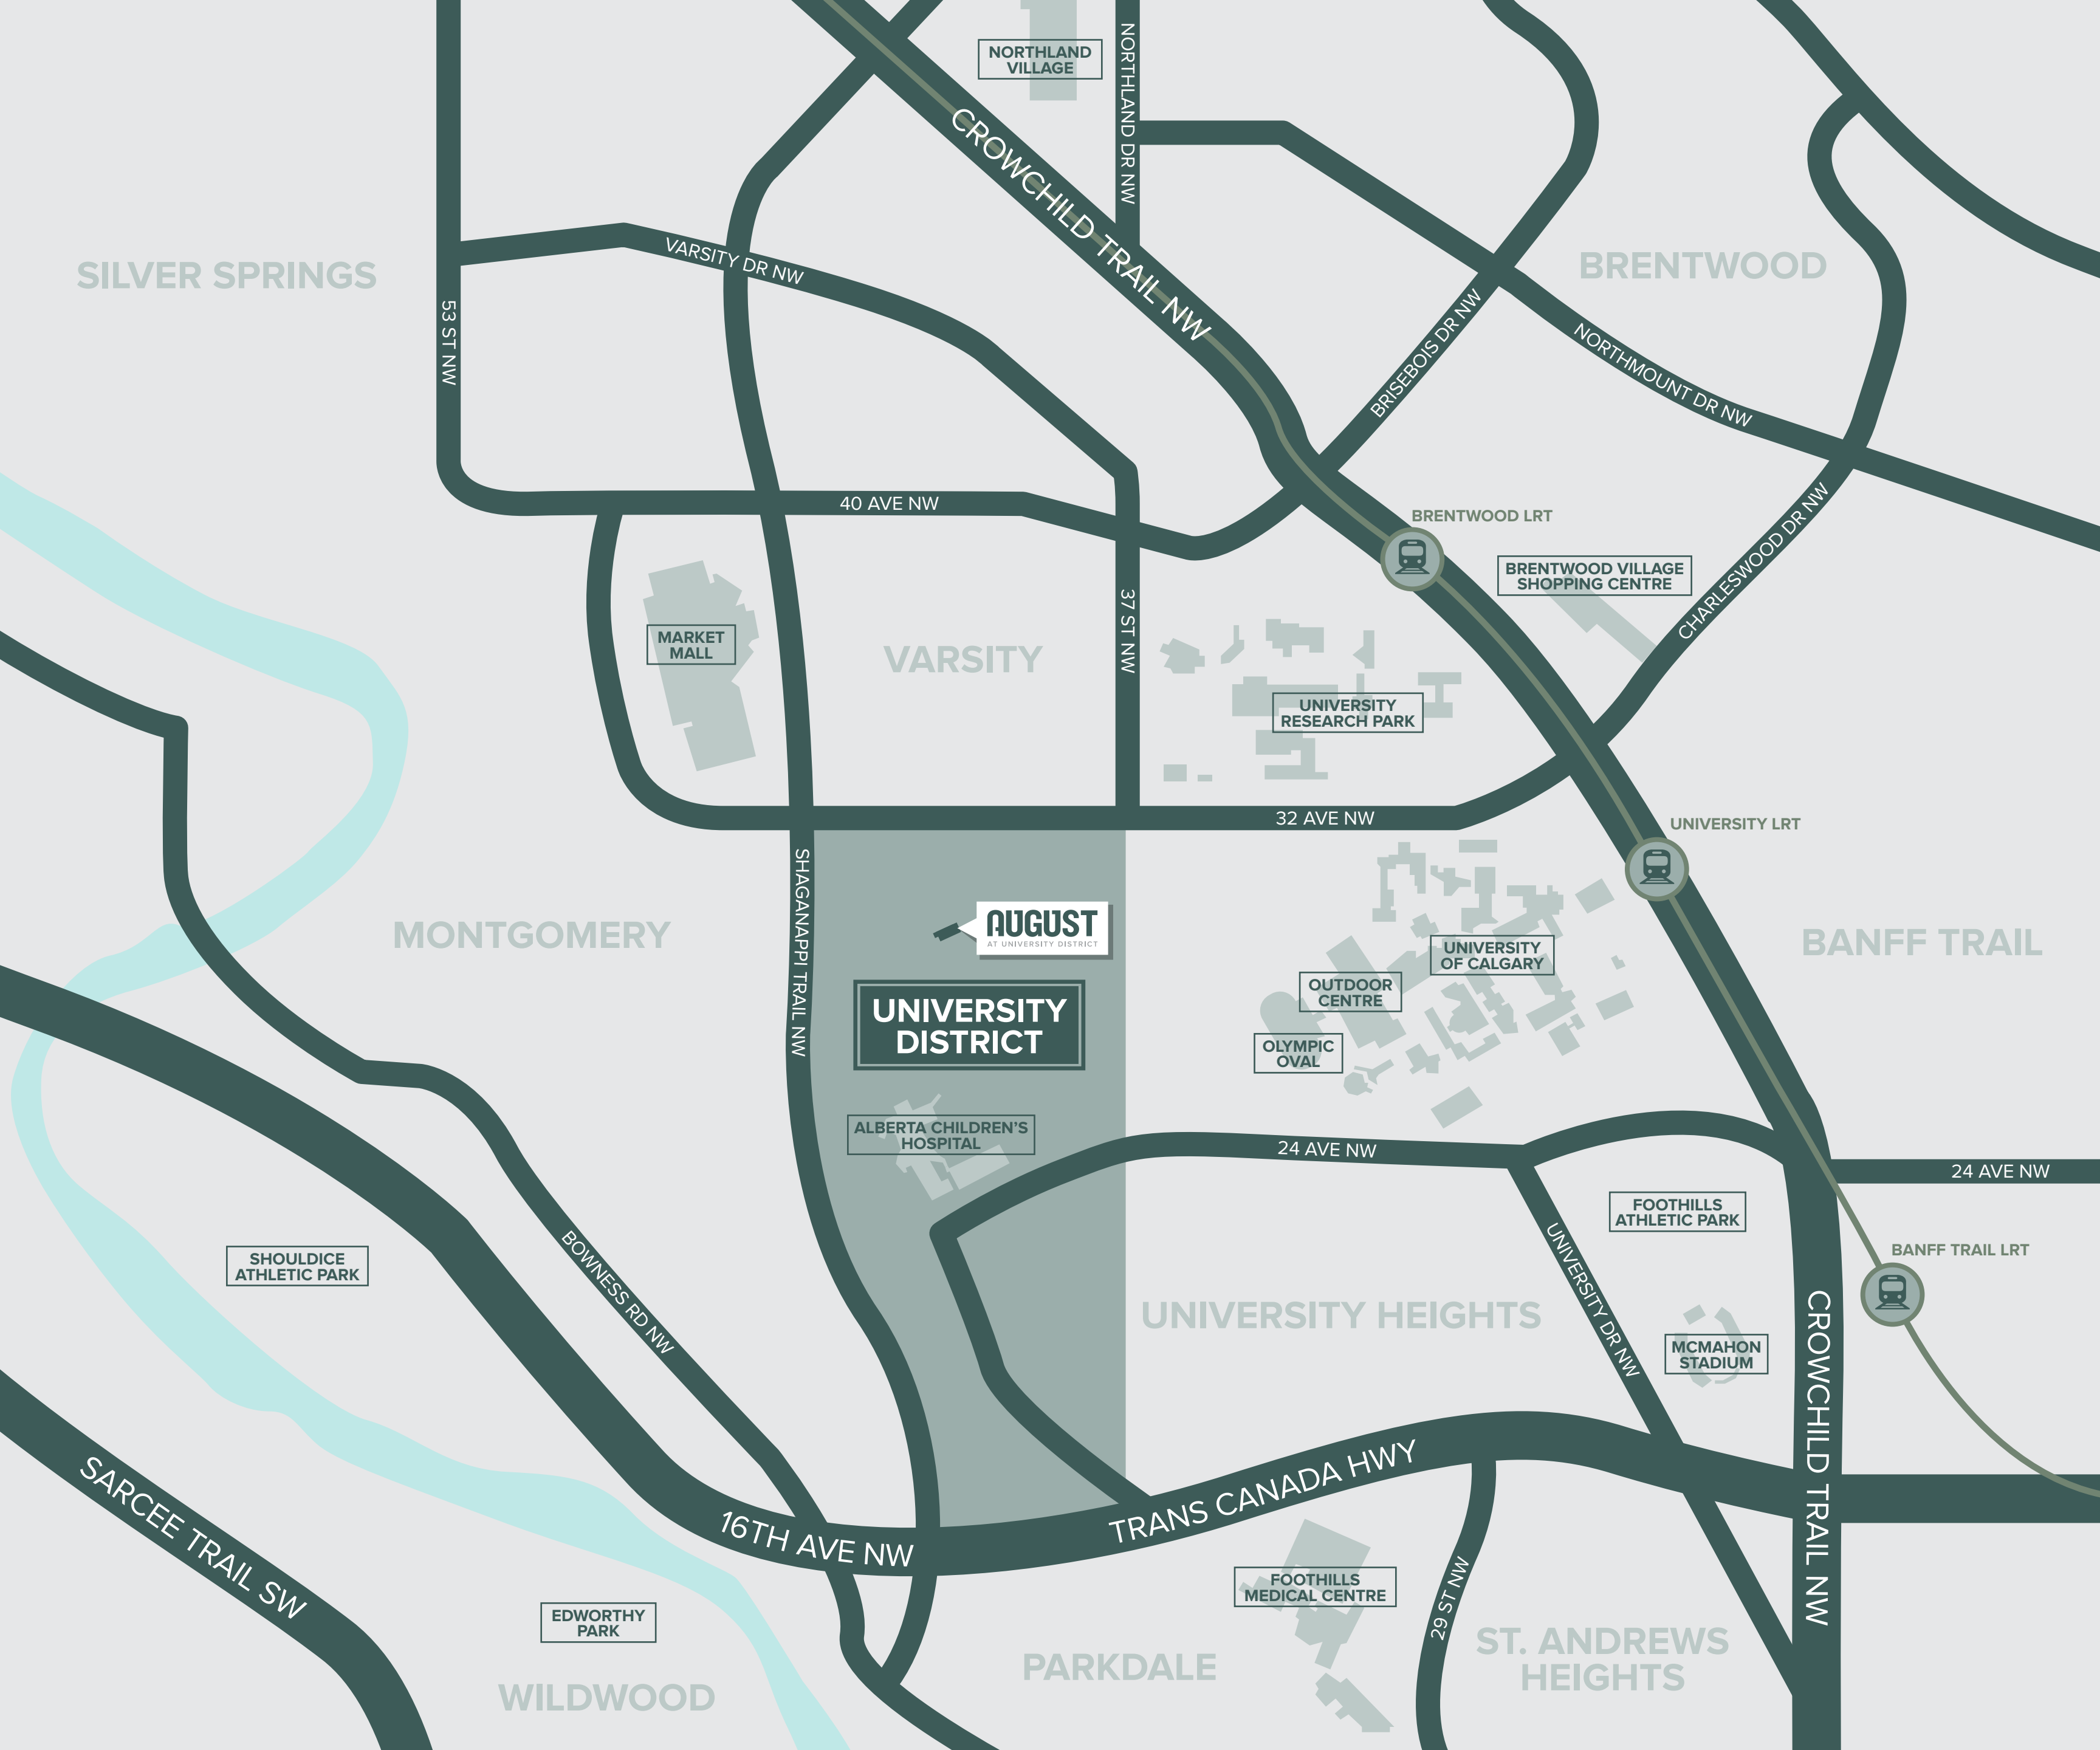 NORTHLAND
VILLAGE
NORTHLAND DR NW
CROWCHILD TRAIL NW
SILVER SPRINGS
VARSITY DR NW
BRENTWOOD
53 ST NW
BRISEBOIS DR NW
NORTHMOUNT DR NW
40 AVE NW
BRENTWOOD LRT
BRENTWOOD VILLAGE
SHOPPING CENTRE
CHARLESWOOD DR NW
MARKET
MALL
VARSITY
37 ST NW
UNIVERSITY
RESEARCH PARK
32 AVE NW
UNIVERSITY LRT
SHAGANAPPI TRAIL NW
MONTGOMERY
AUGUST
AT UNIVERSITY DISTRICT
UNIVERSITY
OF CALGARY
BANFF TRAIL
OUTDOOR
CENTRE
UNIVERSITY
DISTRICT
OLYMPIC
OVAL
ALBERTA CHILDREN'S
HOSPITAL
24 AVE NW
24 AVE NW
FOOTHILLS
ATHLETIC PARK
SHOULDICE
ATHLETIC PARK
BOWNESS RD NW
UNIVERSITY DR NW
BANFF TRAIL LRT
UNIVERSITY HEIGHTS
MCMAHON
STADIUM
CROWCHILD TRAIL NW
SARCEE TRAIL SW
16TH AVE NW
TRANS CANADA HWY
FOOTHILLS
MEDICAL CENTRE
29 ST NW
EDWORTHY
PARK
WILDWOOD
PARKDALE
ST. ANDREWS
HEIGHTS